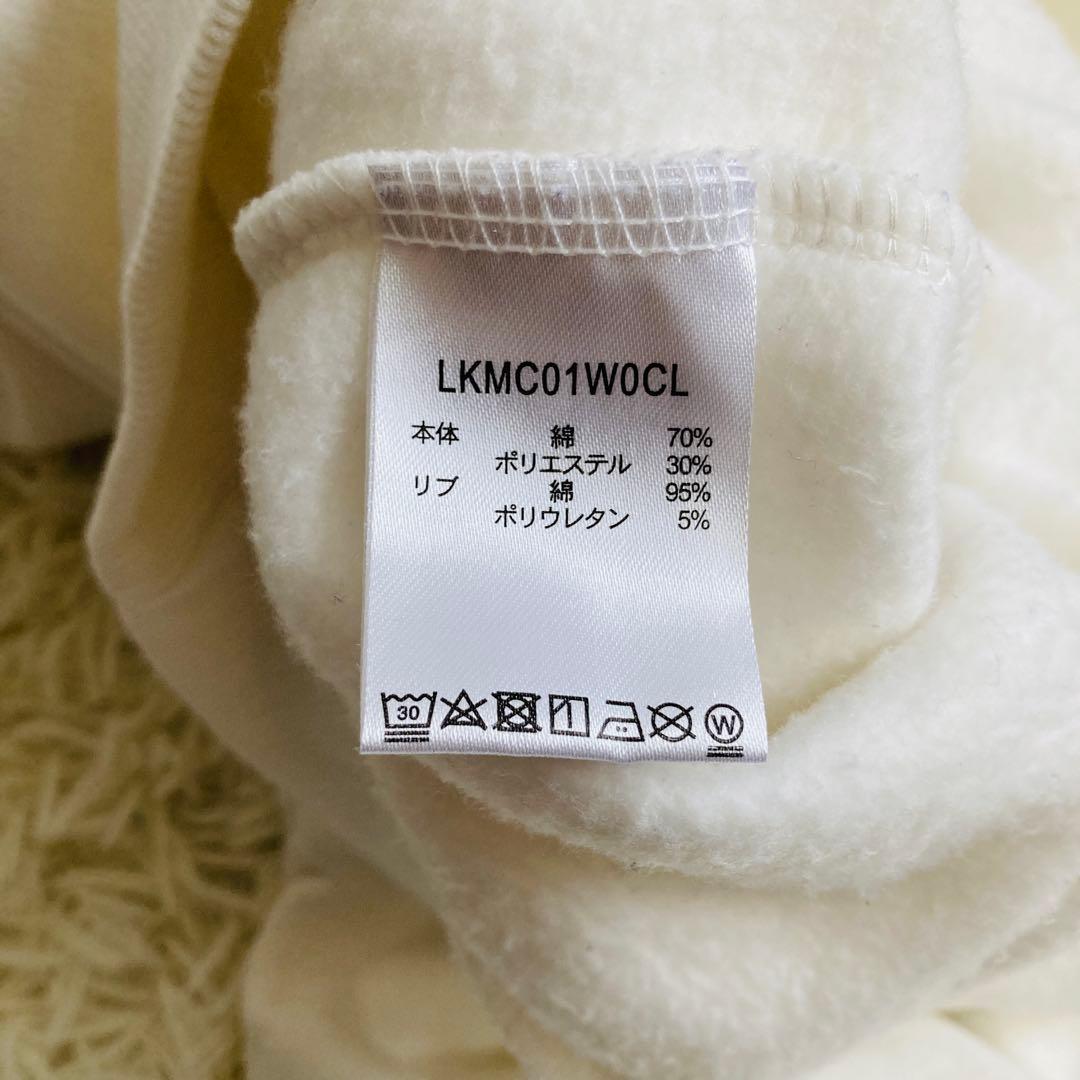 LKMC01W0CL
本体 綿 70%
ポリエステル 30%
リブ 綿 95%
ポリウレタン 5%
30 W